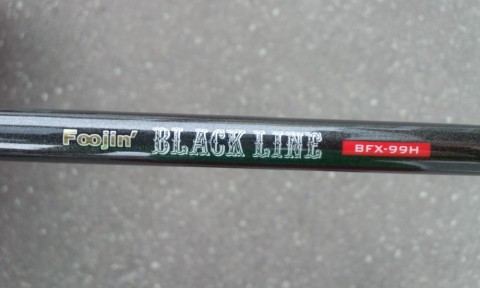 Foojin' BLACK LINE BFX-99H